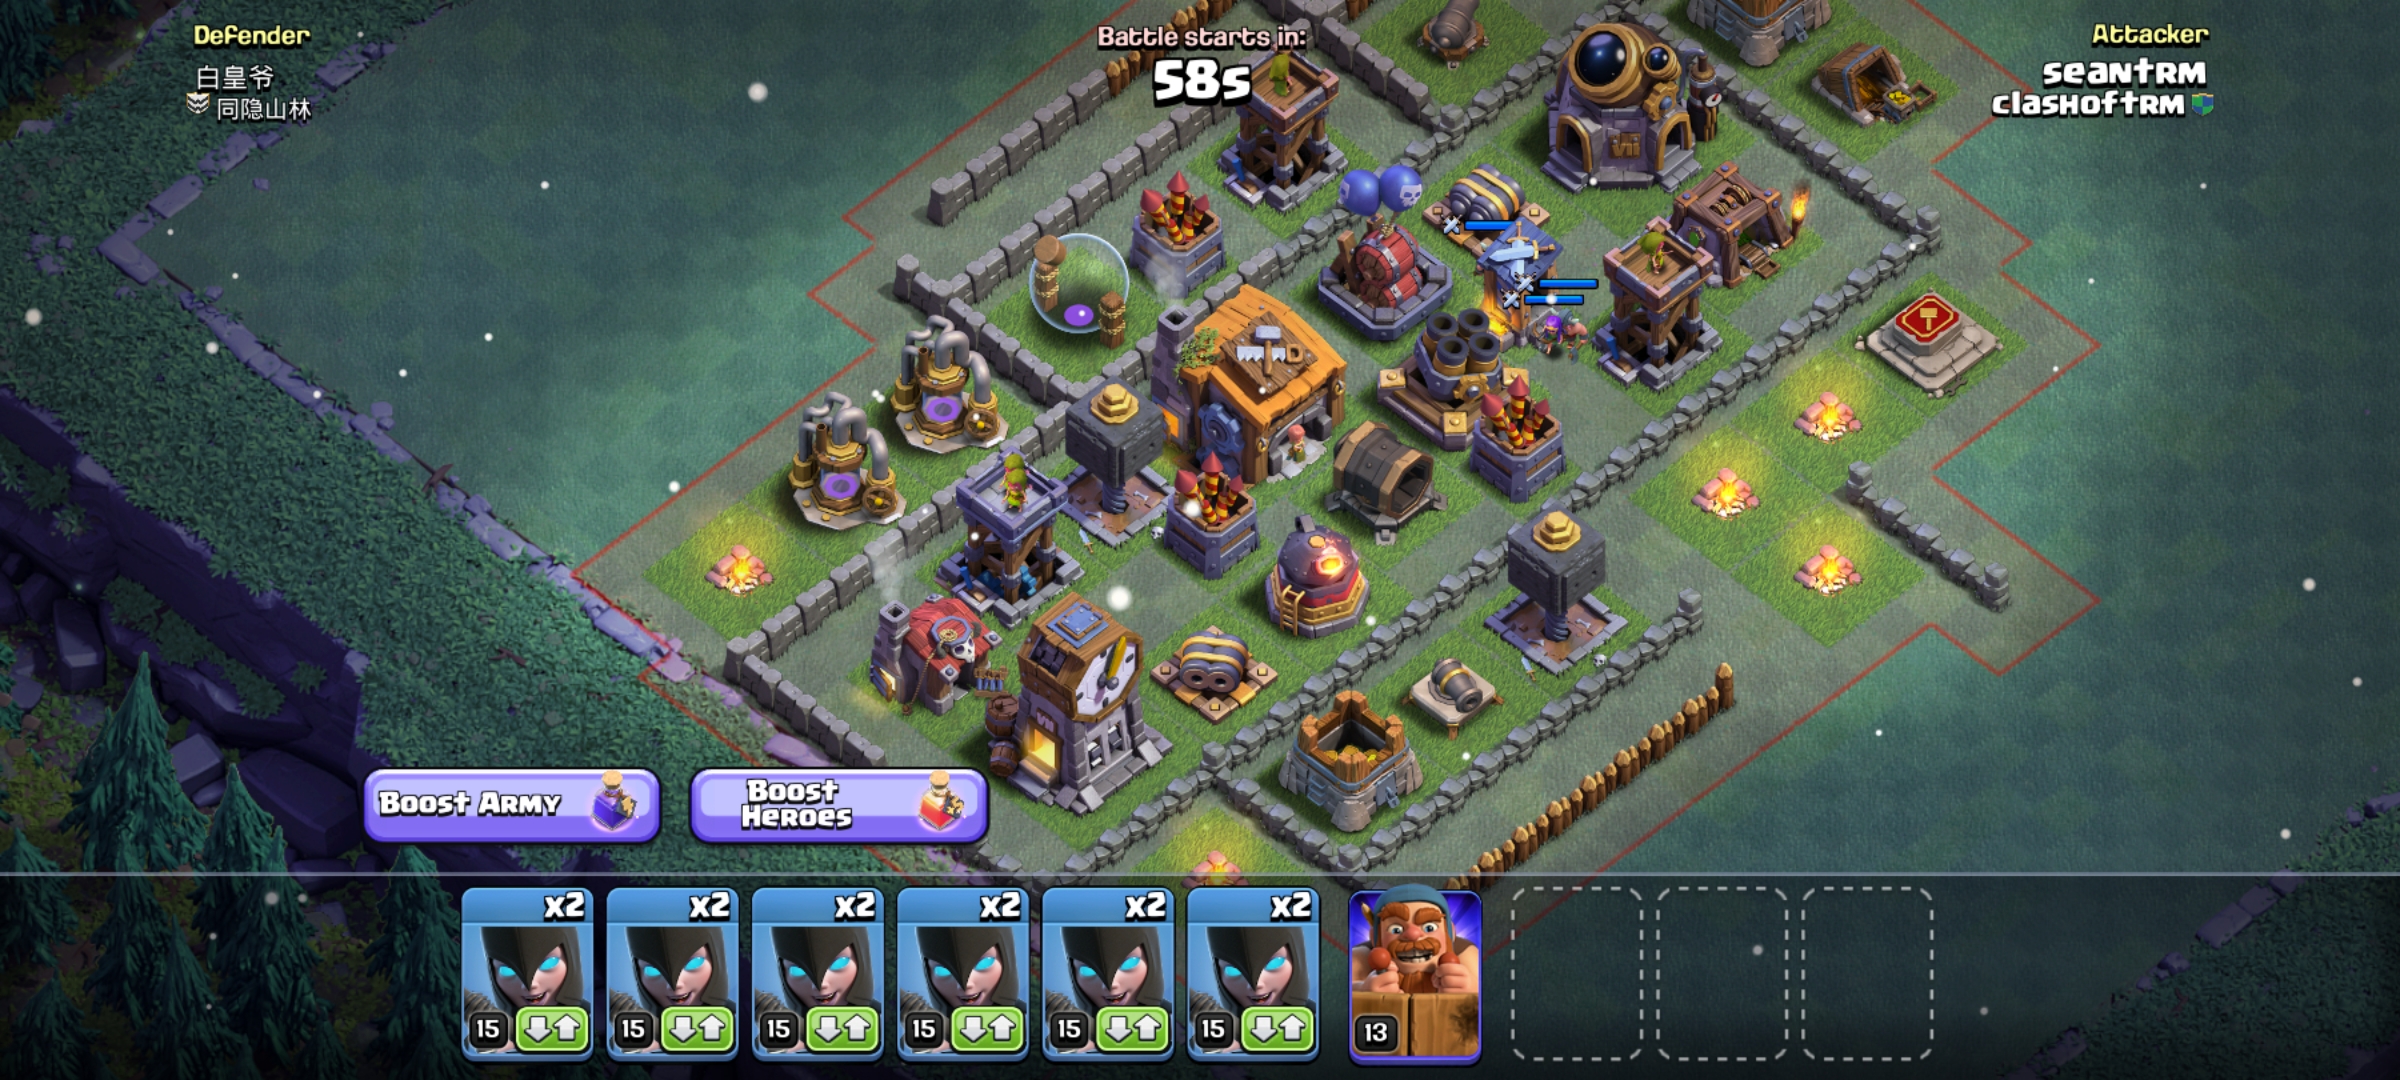 Defender
白皇爷
同隐山林
Battle starts in:
58s
Attacker
seantRM
clashoftRM
Boost Army
Boost
Heroes
x2
x2
x2
x2
x2
x2
15
15
15
15
15
15
13